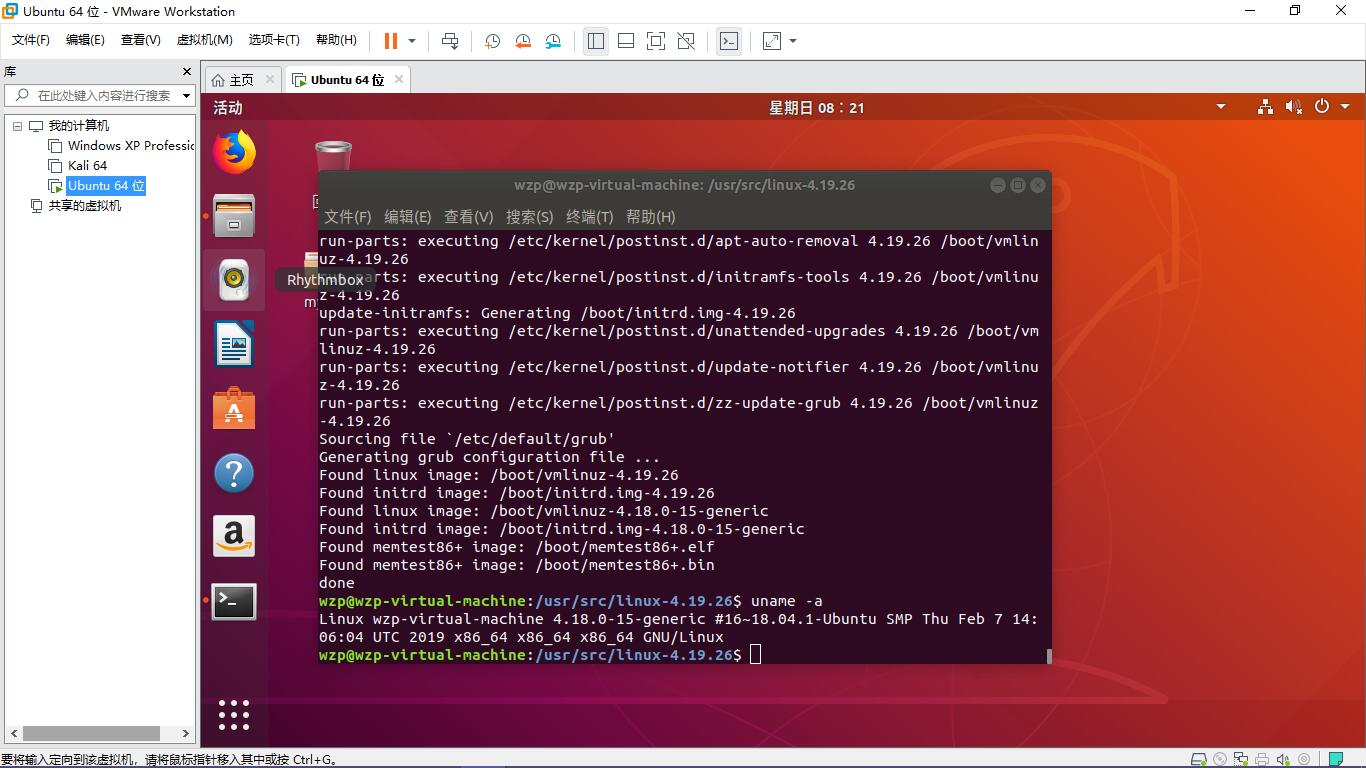 Ubuntu 64 位 - VMware Workstation
文件(F) 编辑(E) 查看(V) 虚拟机(M) 选项卡(T) 帮助(H)
库
在此处键入内容进行搜索
我的计算机
Windows XP Professic
Kali 64
Ubuntu 64 位
共享的虚拟机
主页 Ubuntu 64 位
活动 星期日 08：21
wzp@wzp-virtual-machine: /usr/src/linux-4.19.26
文件(F) 编辑(E) 查看(V) 搜索(S) 终端(T) 帮助(H)
Rhythmbox
run-parts: executing /etc/kernel/postinst.d/apt-auto-removal 4.19.26 /boot/vmlin
uz-4.19.26
run-parts: executing /etc/kernel/postinst.d/initramfs-tools 4.19.26 /boot/vmlinu
z-4.19.26
update-initramfs: Generating /boot/initrd.img-4.19.26
run-parts: executing /etc/kernel/postinst.d/unattended-upgrades 4.19.26 /boot/vm
linuz-4.19.26
run-parts: executing /etc/kernel/postinst.d/update-notifier 4.19.26 /boot/vmlinu
z-4.19.26
run-parts: executing /etc/kernel/postinst.d/zz-update-grub 4.19.26 /boot/vmlinuz
-4.19.26
Sourcing file `/etc/default/grub'
Generating grub configuration file ...
Found linux image: /boot/vmlinuz-4.19.26
Found initrd image: /boot/initrd.img-4.19.26
Found linux image: /boot/vmlinuz-4.18.0-15-generic
Found initrd image: /boot/initrd.img-4.18.0-15-generic
Found memtest86+ image: /boot/memtest86+.elf
Found memtest86+ image: /boot/memtest86+.bin
done
wzp@wzp-virtual-machine:/usr/src/linux-4.19.26$ uname -a
Linux wzp-virtual-machine 4.18.0-15-generic #16~18.04.1-Ubuntu SMP Thu Feb 7 14:
06:04 UTC 2019 x86_64 x86_64 x86_64 GNU/Linux
wzp@wzp-virtual-machine:/usr/src/linux-4.19.26$
要将输入定向到该虚拟机，请将鼠标指针移入其中或按 Ctrl+G。